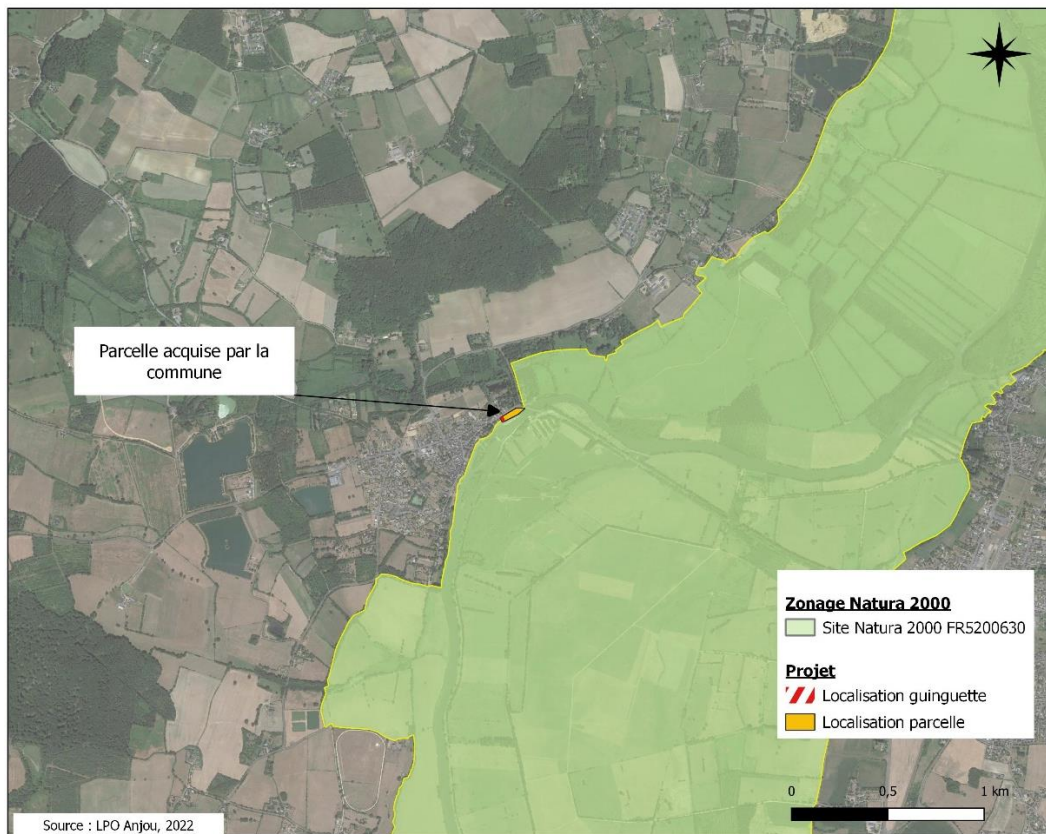 Parcelle acquise par la
commune
Zonage Natura 2000
Site Natura 2000 FR5200630
Projet
Localisation guinguette
Localisation parcelle
0 0,5 1 km
Source : LPO Anjou, 2022